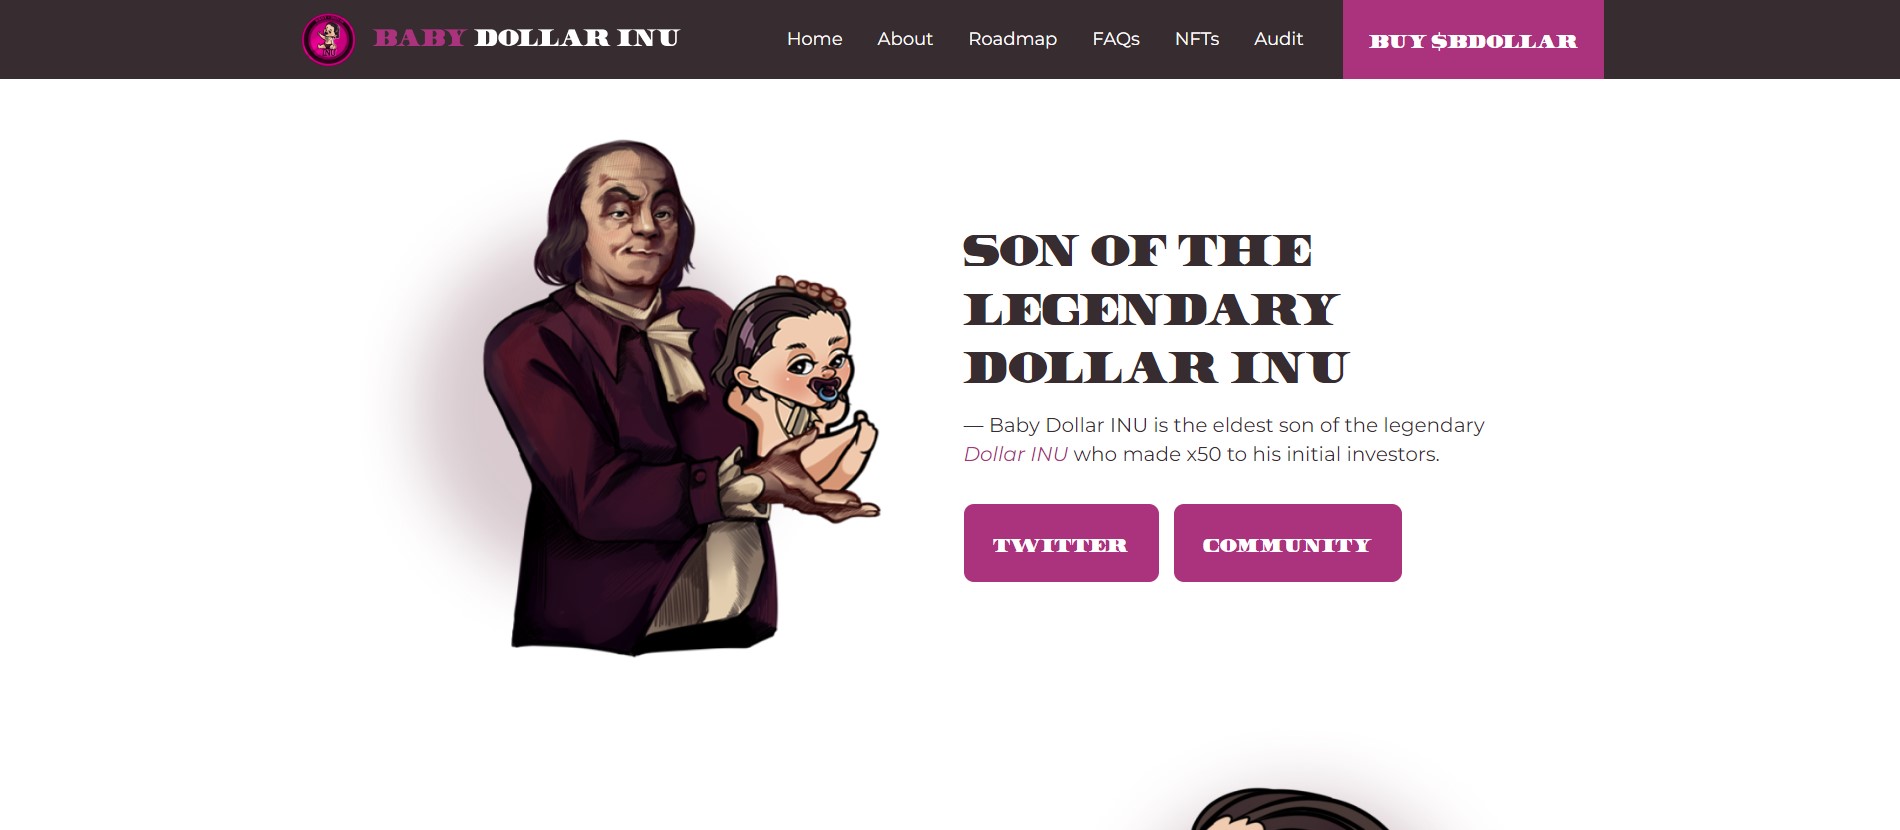 BABY DOLLAR INU
Home
About
Roadmap
FAQs
NFTs
Audit
BUY $BDOLLAR
SON OF THE
LEGENDARY
DOLLAR INU
— Baby Dollar INU is the eldest son of the legendary
Dollar INU who made x50 to his initial investors.
TWITTER
COMMUNITY